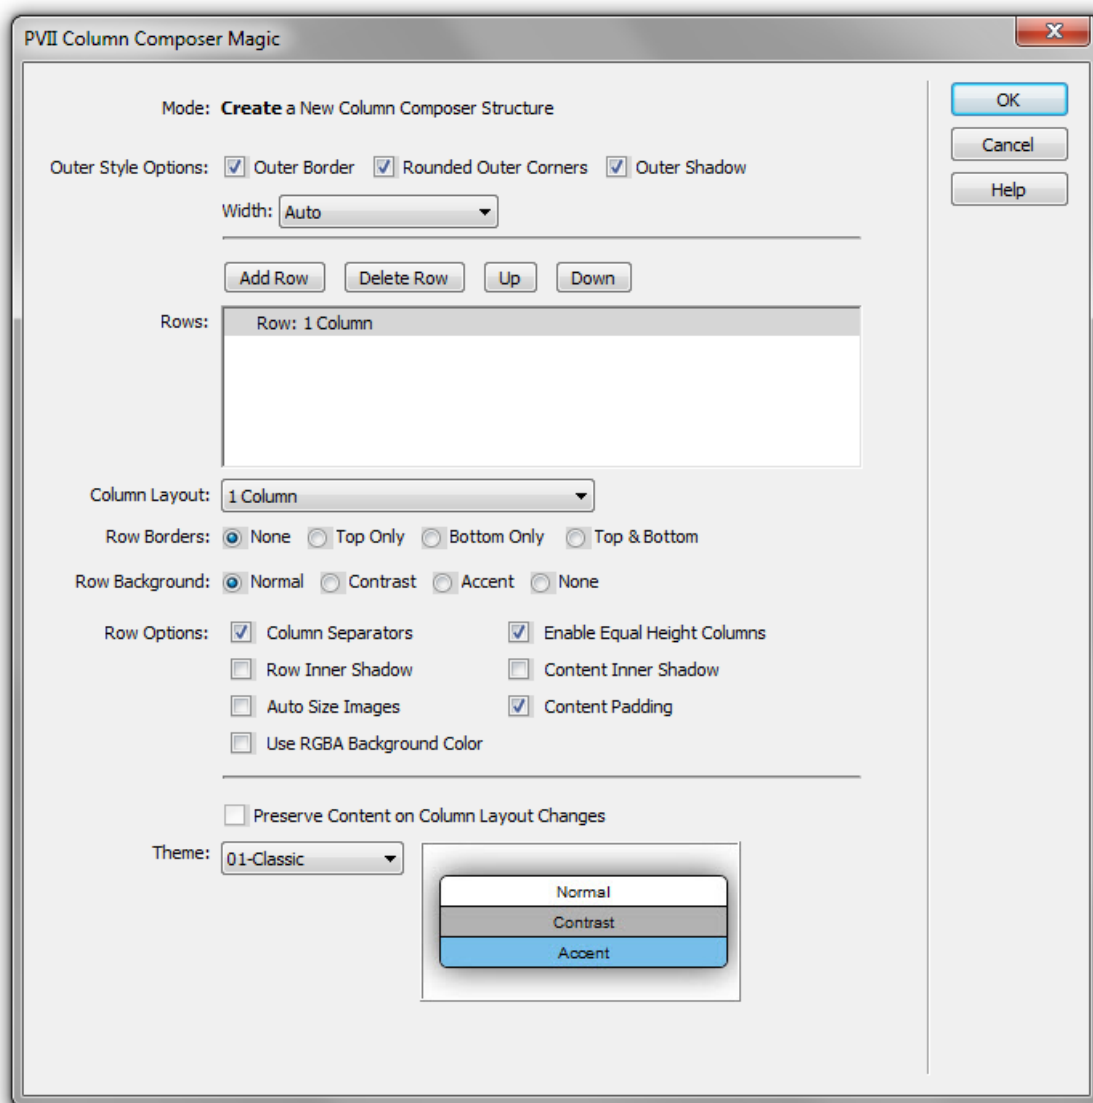 PVII Column Composer Magic
Mode: Create a New Column Composer Structure
OK
Cancel
Help
Outer Style Options: Outer Border Rounded Outer Corners Outer Shadow
Width: Auto
Add Row Delete Row Up Down
Rows: Row: 1 Column
Column Layout: 1 Column
Row Borders: None Top Only Bottom Only Top & Bottom
Row Background: Normal Contrast Accent None
Row Options: Column Separators Enable Equal Height Columns
Row Inner Shadow Content Inner Shadow
Auto Size Images Content Padding
Use RGBA Background Color
Preserve Content on Column Layout Changes
Theme: 01-Classic
Normal
Contrast
Accent